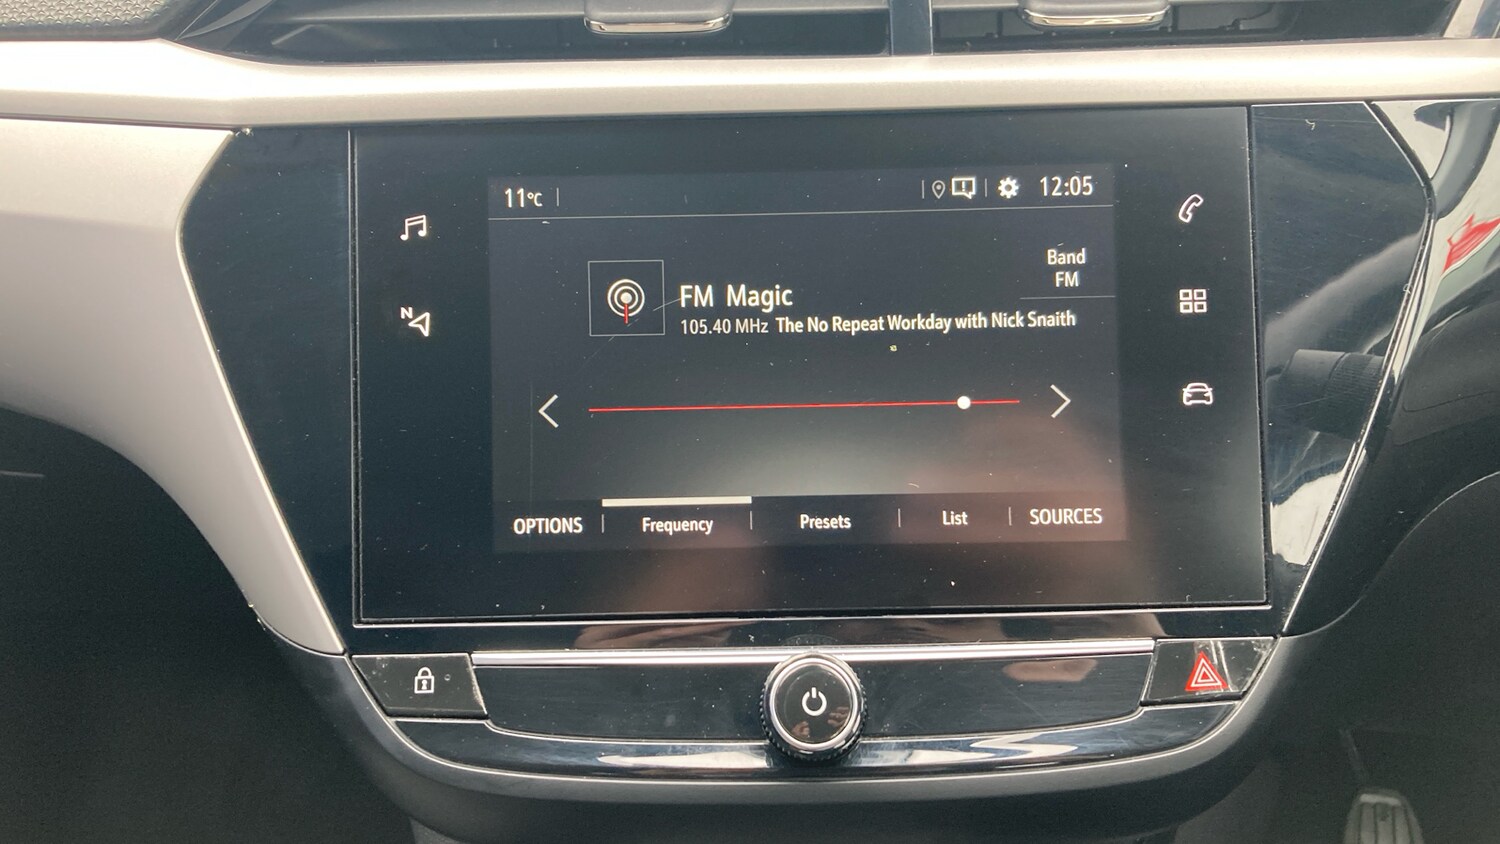 11°C
12:05
N
Band
FM
FM Magic
105.40 MHz The No Repeat Workday with Nick Snaith
OPTIONS Frequency Presets List SOURCES